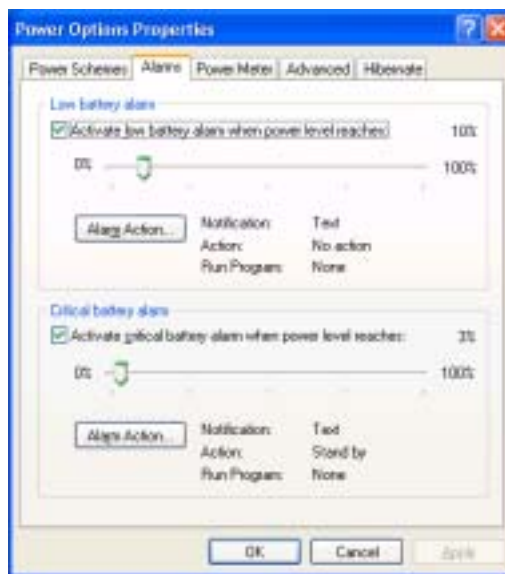 Power Options Properties
Power Schemes Alarms Power Meter Advanced Hibernate
Low battery alarm
Activate low battery alarm when power level reaches: 10%
0% 100%
Alarm Action... Notification: Text
Action: No action
Run Program: None
Critical battery alarm
Activate critical battery alarm when power level reaches: 3%
0% 100%
Alarm Action... Notification: Text
Action: Stand by
Run Program: None
OK Cancel Apply